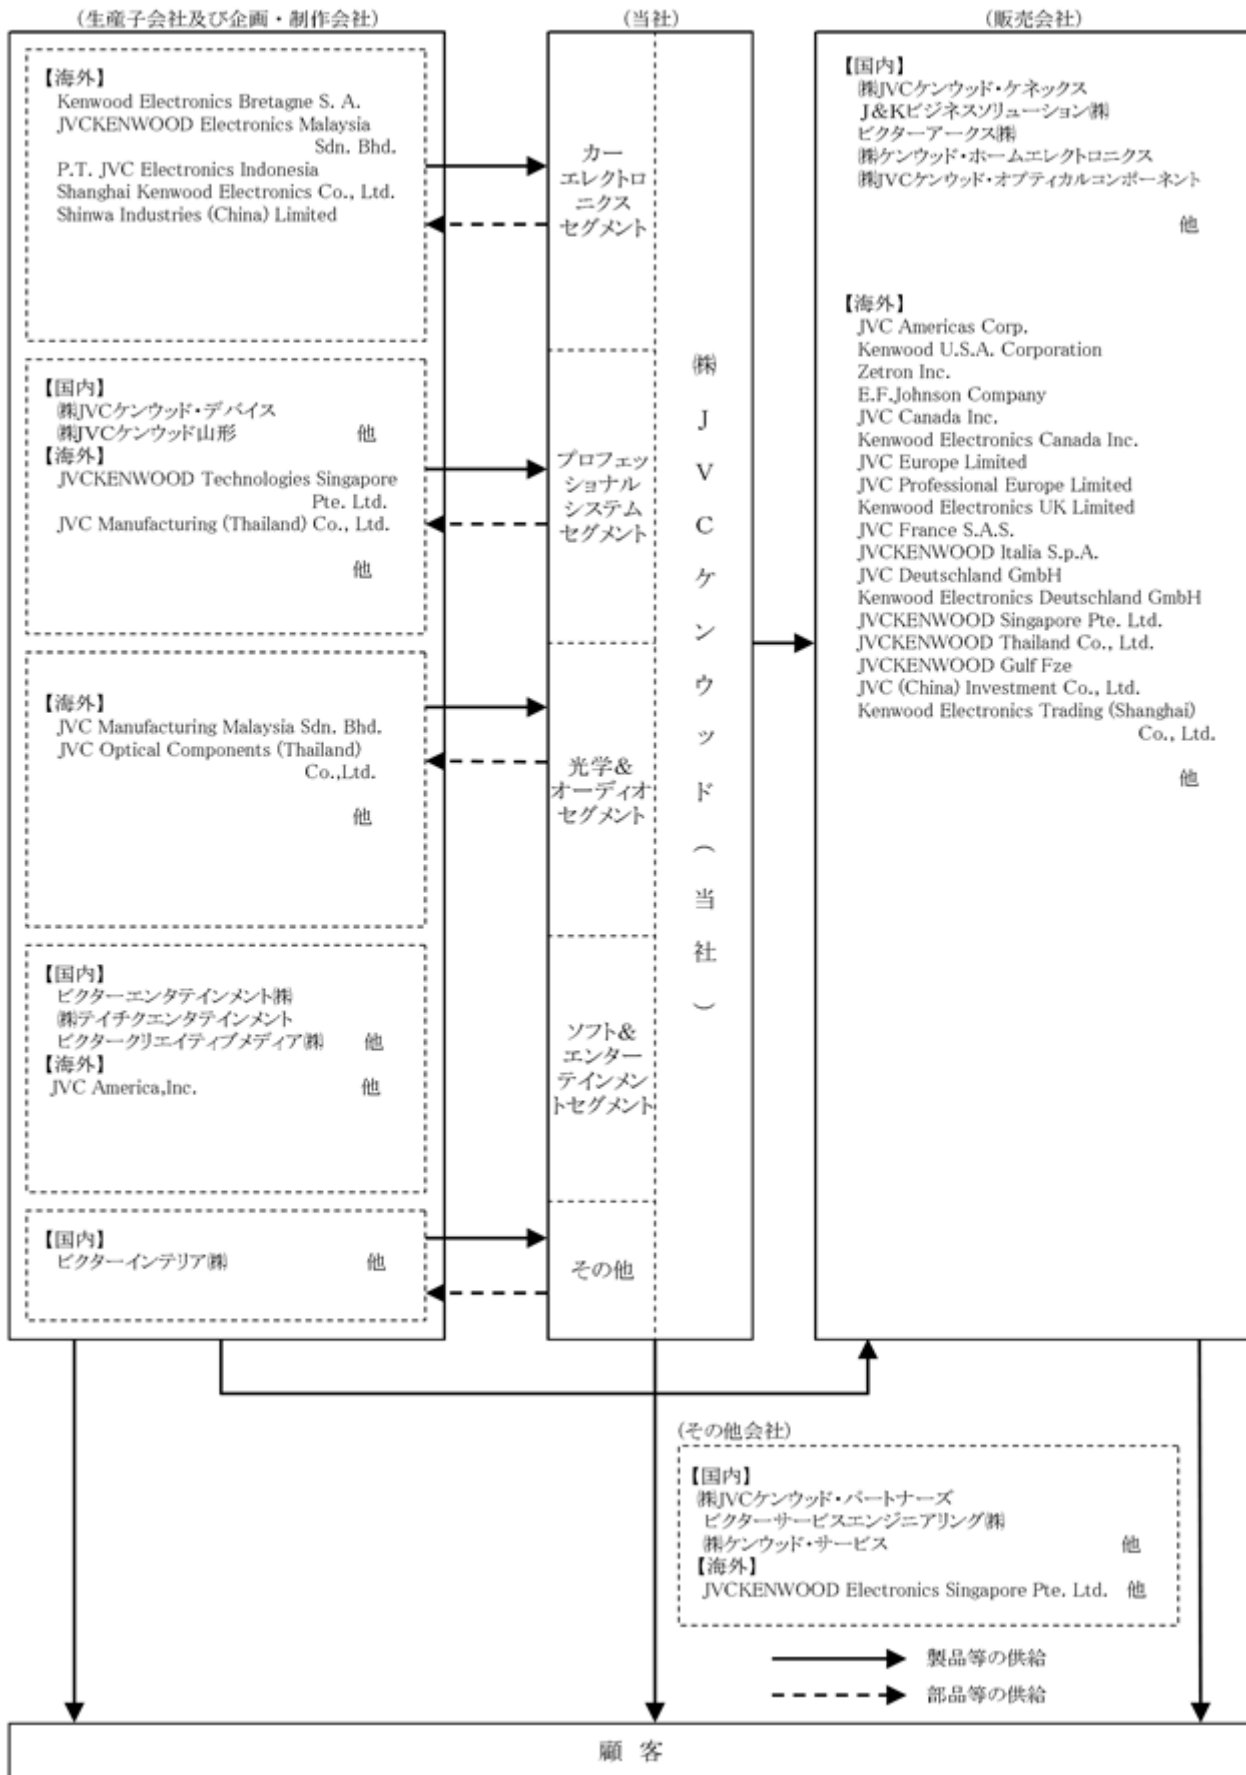 (生産子会社及び企画・制作会社)
【海外】
Kenwood Electronics Bretagne S. A.
JVCKENWOOD Electronics Malaysia
Sdn. Bhd.
P.T. JVC Electronics Indonesia
Shanghai Kenwood Electronics Co., Ltd.
Shinwa Industries (China) Limited
【国内】
㈱JVCケンウッド・デバイス
㈱JVCケンウッド山形 他
【海外】
JVCKENWOOD Technologies Singapore
Pte. Ltd.
JVC Manufacturing (Thailand) Co., Ltd.
他
【海外】
JVC Manufacturing Malaysia Sdn. Bhd.
JVC Optical Components (Thailand)
Co.,Ltd.
他
【国内】
ビクターエンタテインメント㈱
㈱テイチクエンタテインメント
ビクタークリエイティブメディア㈱ 他
【海外】
JVC America,Inc. 他
【国内】
ビクターインテリア㈱ 他
(当社)
カー
エレクトロ
ニクス
セグメント
プロフェッ
ショナル
システム
セグメント
光学&
オーディオ
セグメント
ソフト&
エンター
テインメン
トセグメント
その他
㈱JVCケンウッド(当社)
(販売会社)
【国内】
㈱JVCケンウッド・ケネックス
J&Kビジネスソリューション㈱
ビクターアークス㈱
㈱ケンウッド・ホームエレクトロニクス
㈱JVCケンウッド・オプティカルコンポーネント
他
【海外】
JVC Americas Corp.
Kenwood U.S.A. Corporation
Zetron Inc.
E.F.Johnson Company
JVC Canada Inc.
Kenwood Electronics Canada Inc.
JVC Europe Limited
JVC Professional Europe Limited
Kenwood Electronics UK Limited
JVC France S.A.S.
JVCKENWOOD Italia S.p.A.
JVC Deutschland GmbH
Kenwood Electronics Deutschland GmbH
JVCKENWOOD Singapore Pte. Ltd.
JVCKENWOOD Thailand Co., Ltd.
JVCKENWOOD Gulf Fze
JVC (China) Investment Co., Ltd.
Kenwood Electronics Trading (Shanghai)
Co., Ltd.
他
(その他会社)
【国内】
㈱JVCケンウッド・パートナーズ
ビクターサービスエンジニアリング㈱
㈱ケンウッド・サービス 他
【海外】
JVCKENWOOD Electronics Singapore Pte. Ltd. 他
製品等の供給
部品等の供給
顧 客